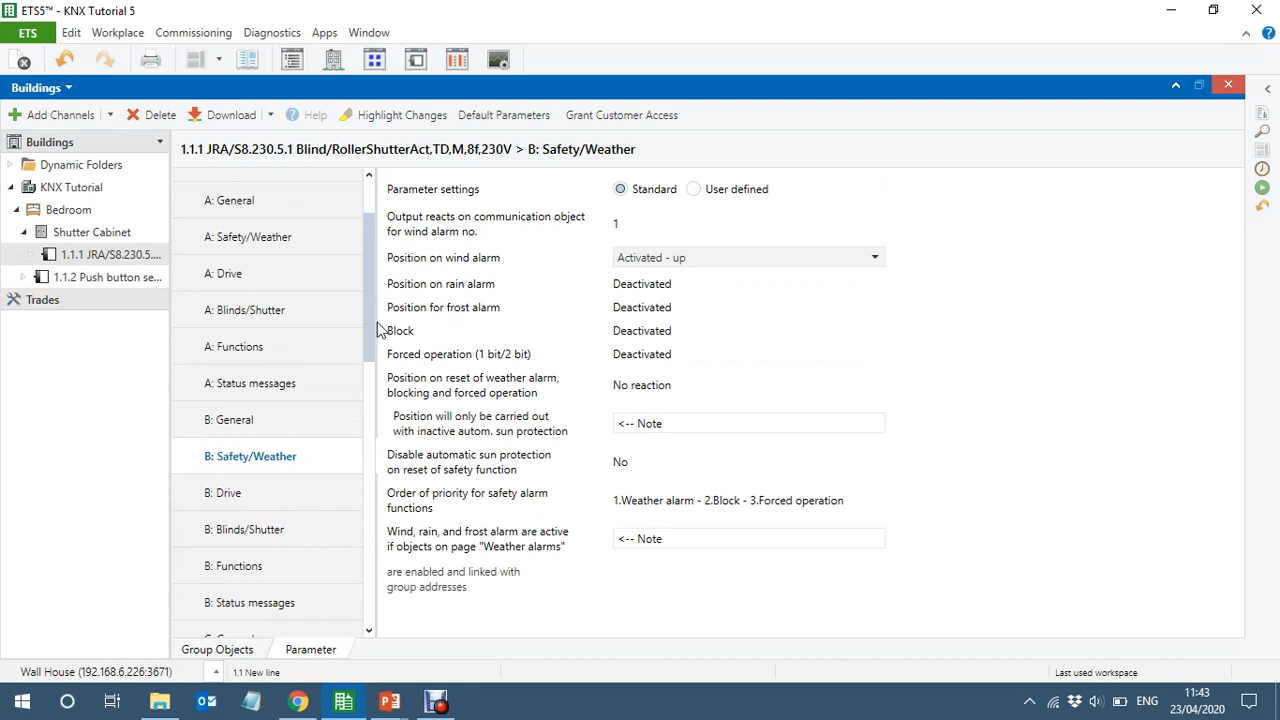 ETS5™ - KNX Tutorial 5
ETS Edit Workplace Commissioning Diagnostics Apps Window
Buildings
Add Channels Delete Download Help Highlight Changes Default Parameters Grant Customer Access
Buildings
Dynamic Folders
KNX Tutorial
Bedroom
Shutter Cabinet
1.1.1 JRA/S8.230.5....
1.1.2 Push button se...
Trades
1.1.1 JRA/S8.230.5.1 Blind/RollerShutterAct,TD,M,8f,230V > B: Safety/Weather
A: General
A: Safety/Weather
A: Drive
A: Blinds/Shutter
A: Functions
A: Status messages
B: General
B: Safety/Weather
B: Drive
B: Blinds/Shutter
B: Functions
B: Status messages
Parameter settings Standard User defined
Output reacts on communication object
for wind alarm no. 1
Position on wind alarm Activated - up
Position on rain alarm Deactivated
Position for frost alarm Deactivated
Block Deactivated
Forced operation (1 bit/2 bit) Deactivated
Position on reset of weather alarm,
blocking and forced operation No reaction
Position will only be carried out
with inactive autom. sun protection <-- Note
Disable automatic sun protection
on reset of safety function No
Order of priority for safety alarm
functions 1.Weather alarm - 2.Block - 3.Forced operation
Wind, rain, and frost alarm are active
if objects on page "Weather alarms" <-- Note
are enabled and linked with
group addresses
Group Objects Parameter
Wall House (192.168.6.226:3671) 1.1 New line Last used workspace
ENG
11:43
23/04/2020